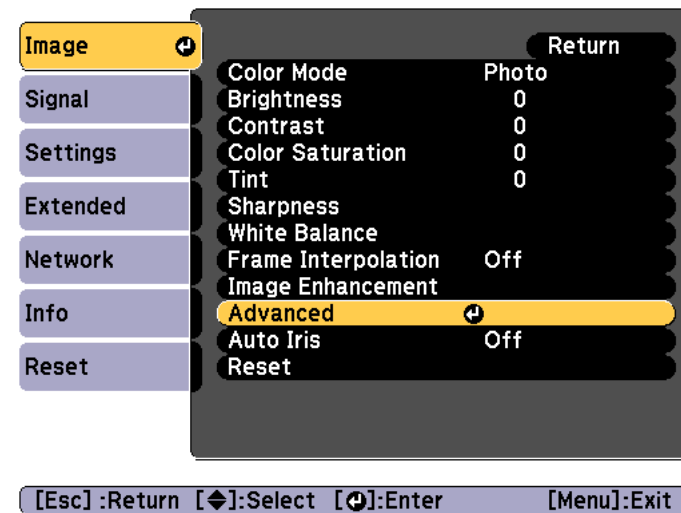 Image
Signal
Settings
Extended
Network
Info
Reset
Return
Color Mode Photo
Brightness 0
Contrast 0
Color Saturation 0
Tint 0
Sharpness
White Balance
Frame Interpolation Off
Image Enhancement
Advanced
Auto Iris Off
Reset
[Esc] :Return [◆]:Select [↵]:Enter [Menu]:Exit